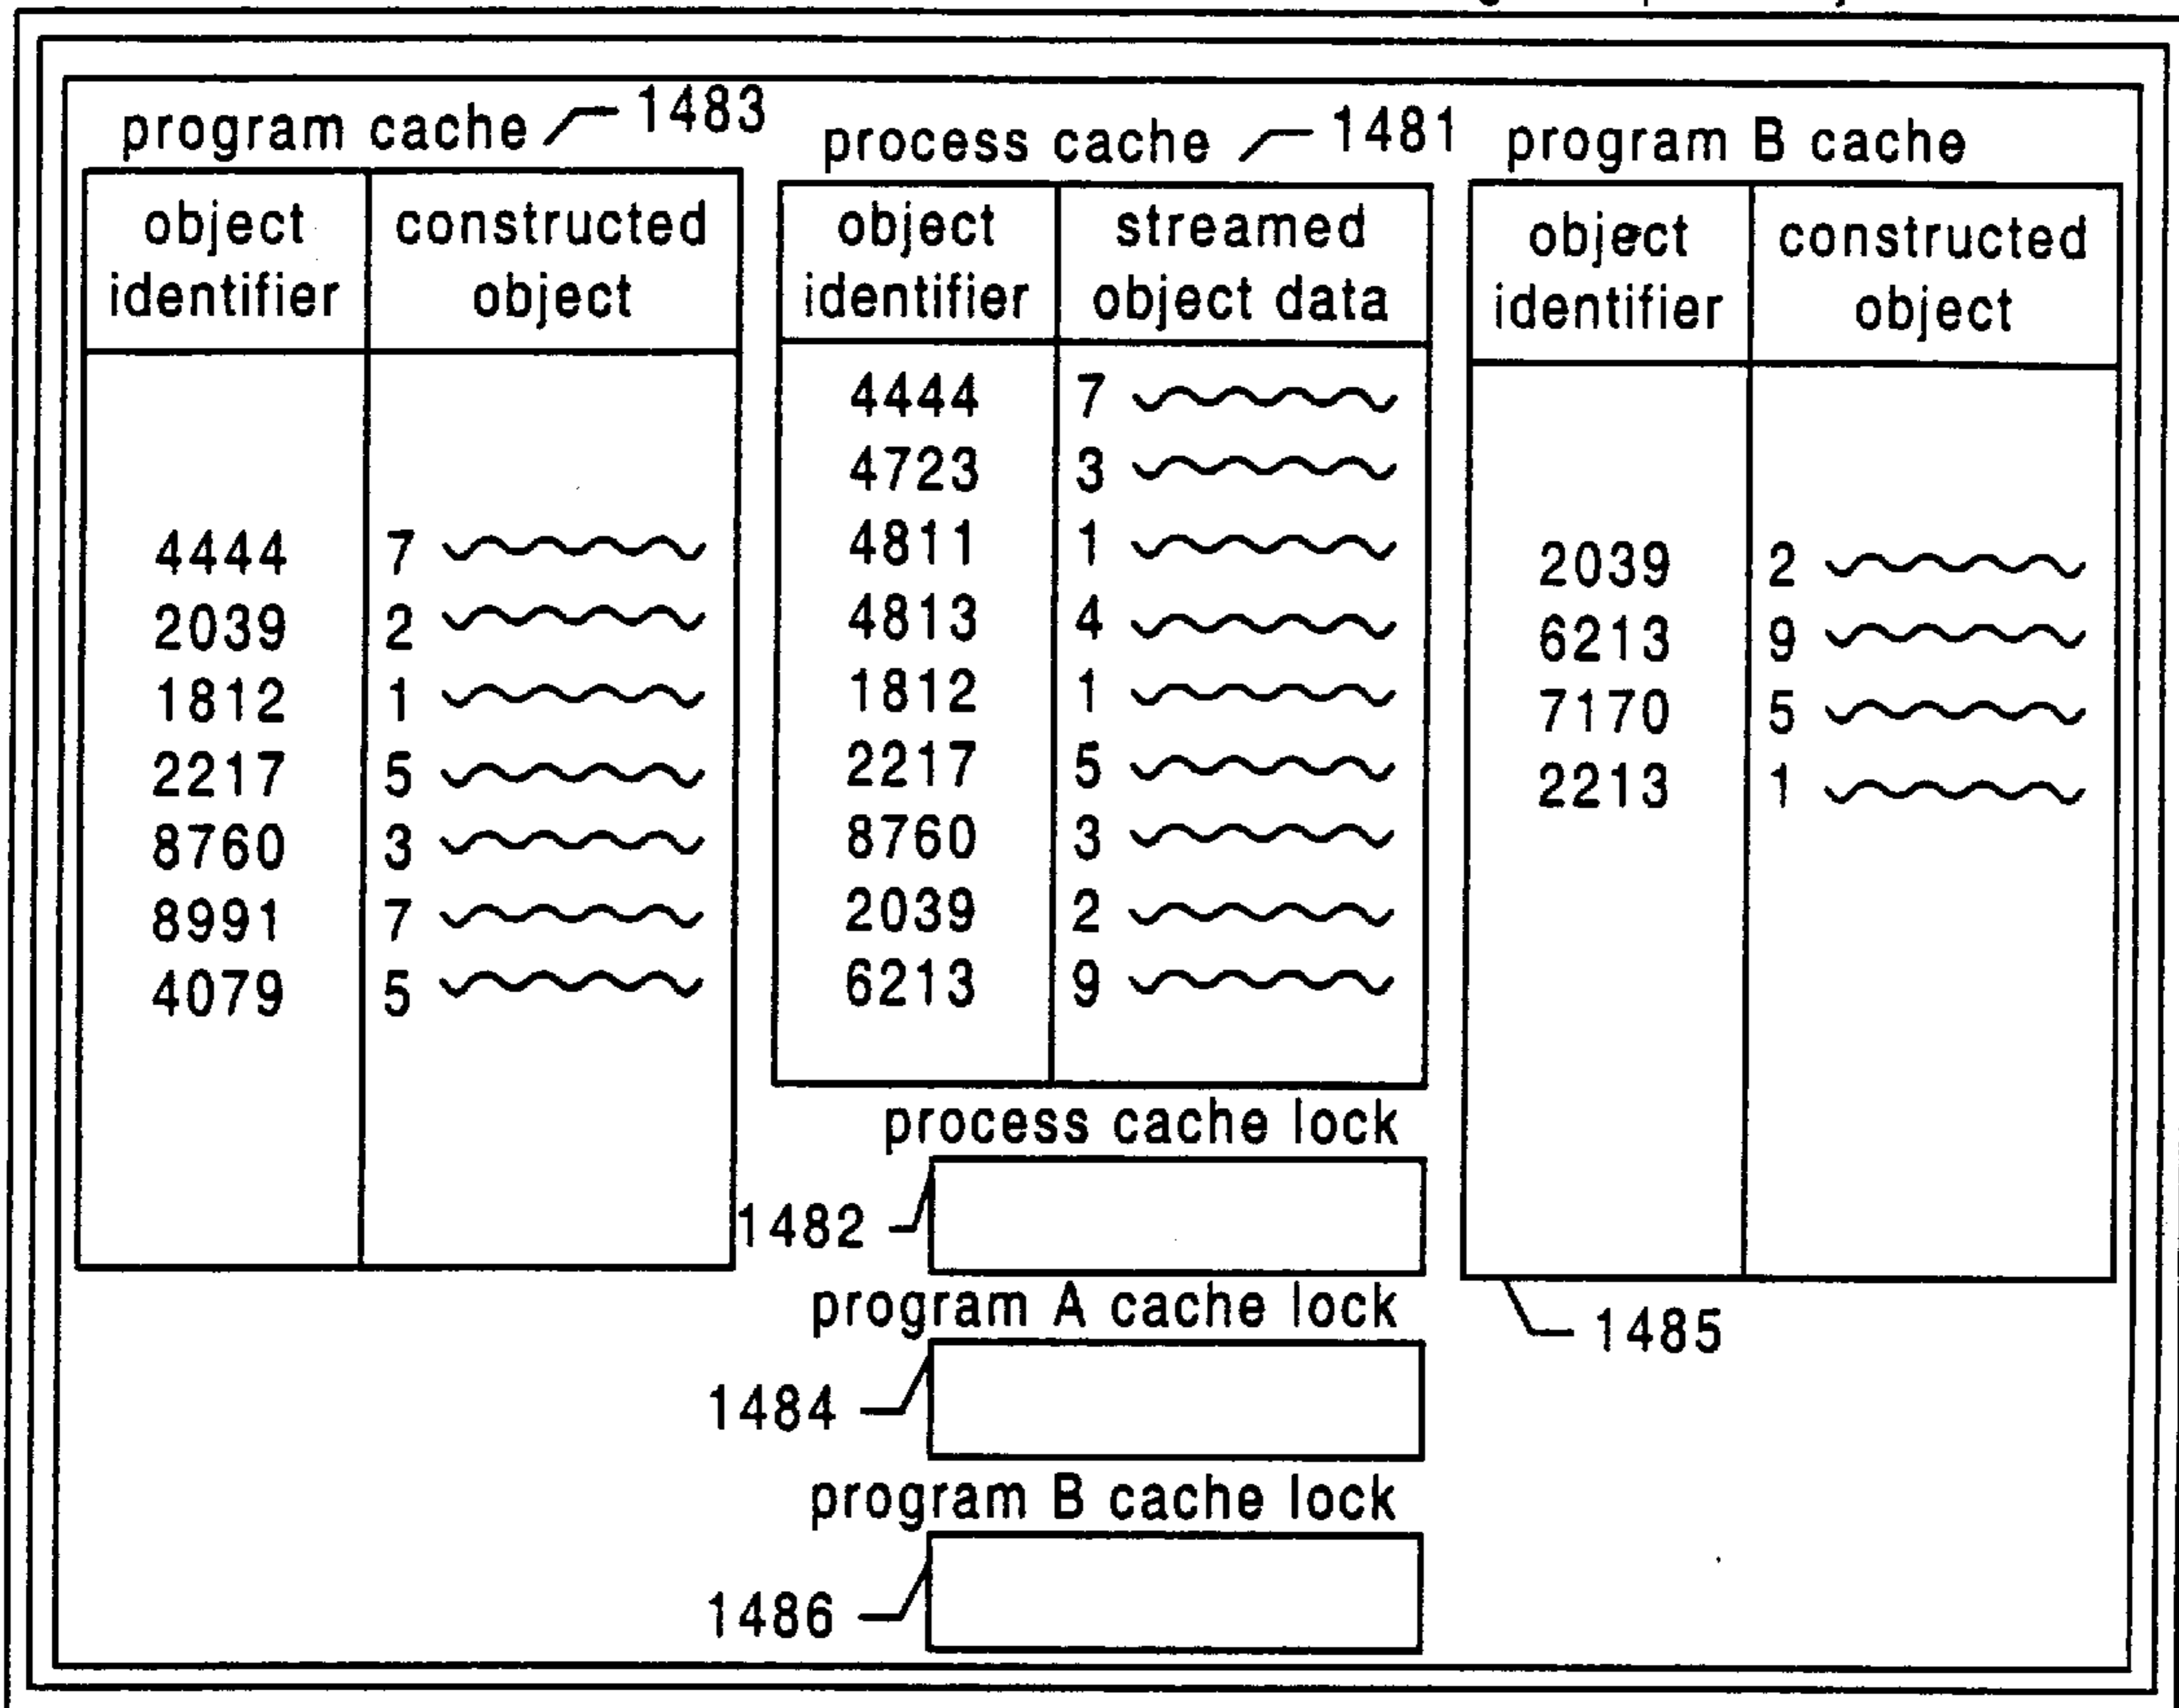 program cache 1483
object identifier constructed object
4444 7
2039 2
1812 1
2217 5
8760 3
8991 7
4079 5
process cache 1481
object identifier streamed object data
4444 7
4723 3
4811 1
4813 4
1812 1
2217 5
8760 3
2039 2
6213 9
program B cache
object identifier constructed object
2039 2
6213 9
7170 5
2213 1
1485
process cache lock
1482
program A cache lock
1484
program B cache lock
1486